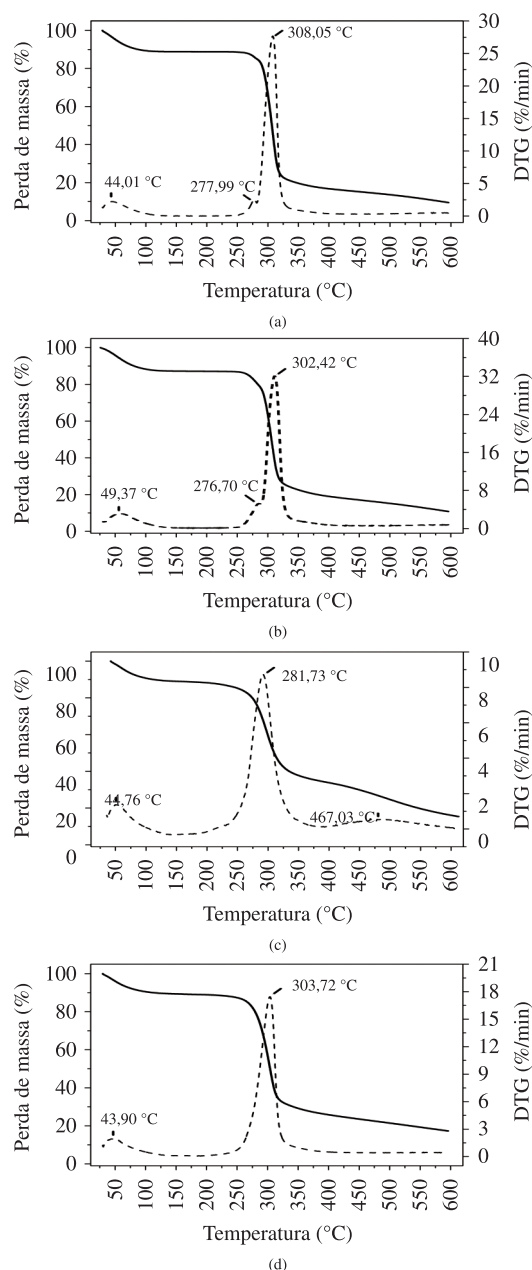 Perda de massa (%)
100
80
60
40
20
0
308,05 °C
44,01 °C
277,99 °C
30
25
20
15
10
5
0
DTG (%/min)
50 100 150 200 250 300 350 400 450 500 550 600
Temperatura (°C)
(a)
Perda de massa (%)
100
80
60
40
20
0
302,42 °C
49,37 °C
276,70 °C
40
32
24
16
8
0
DTG (%/min)
50 100 150 200 250 300 350 400 450 500 550 600
Temperatura (°C)
(b)
Perda de massa (%)
100
80
60
40
20
0
281,73 °C
44,76 °C
467,03 °C
10
8
6
4
2
0
DTG (%/min)
50 100 150 200 250 300 350 400 450 500 550 600
Temperatura (°C)
(c)
Perda de massa (%)
100
80
60
40
20
0
303,72 °C
43,90 °C
21
18
15
12
9
6
3
0
DTG (%/min)
50 100 150 200 250 300 350 400 450 500 550 600
Temperatura (°C)
(d)